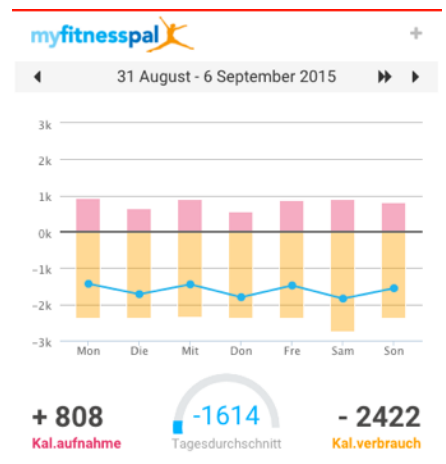 myfitnesspal
+
31 August - 6 September 2015
3k
2k
1k
0k
-1k
-2k
-3k
Mon Die Mit Don Fre Sam Son
+ 808 -1614 - 2422
Kal.aufnahme Tagesdurchschnitt Kal.verbrauch